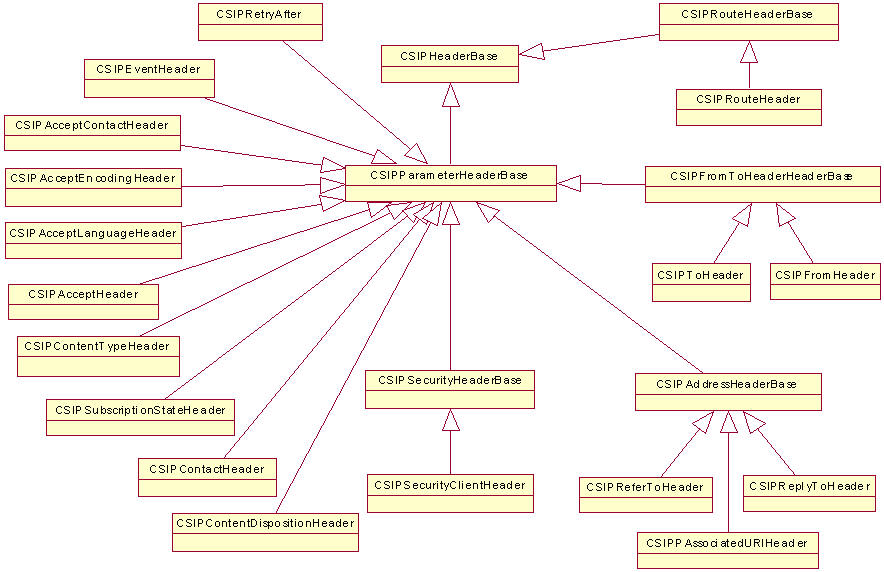 CSIPRetryAfter
CSIPRouteHeaderBase
CSIPHeaderBase
CSIPEventHeader
CSIPRouteHeader
CSIPAcceptContactHeader
CSIPParameterHeaderBase
CSIPFromToHeaderHeaderBase
CSIPAcceptEncodingHeader
CSIPAcceptLanguageHeader
CSIPToHeader
CSIPFromHeader
CSIPAcceptHeader
CSIPContentTypeHeader
CSIPSecurityHeaderBase
CSIPAddressHeaderBase
CSIPSubscriptionStateHeader
CSIPContactHeader
CSIPSecurityClientHeader
CSIPReferToHeader
CSIPReplyToHeader
CSIPContentDispositionHeader
CSIPPAssociatedURIHeader